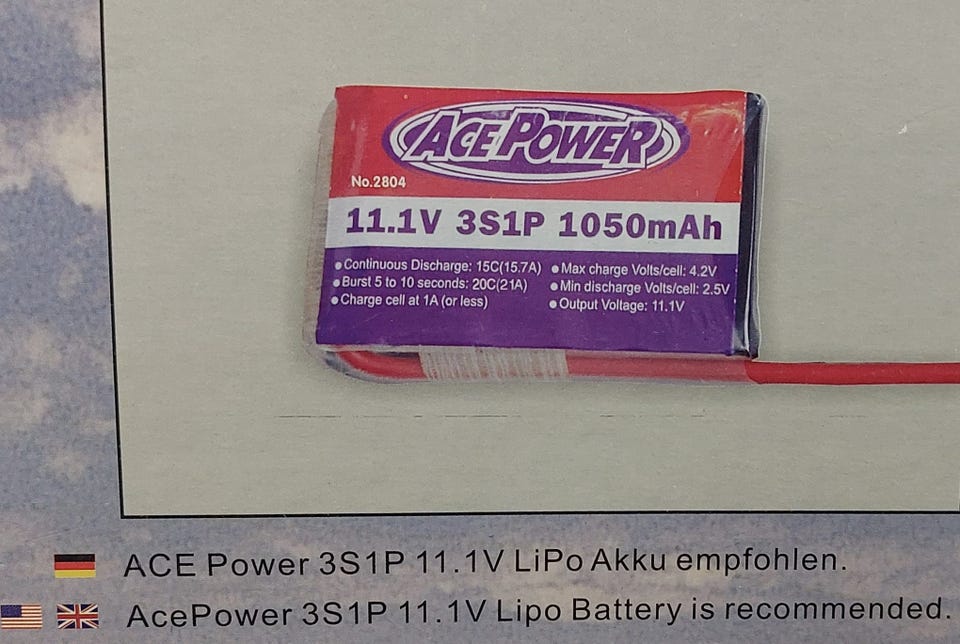 ACE POWER
No.2804
11.1V 3S1P 1050mAh
•Continuous Discharge: 15C(15.7A)
•Burst 5 to 10 seconds: 20C(21A)
•Charge cell at 1A (or less)
•Max charge Volts/cell: 4.2V
•Min discharge Volts/cell: 2.5V
•Output Voltage: 11.1V
ACE Power 3S1P 11.1V LiPo Akku empfohlen.
AcePower 3S1P 11.1V Lipo Battery is recommended.